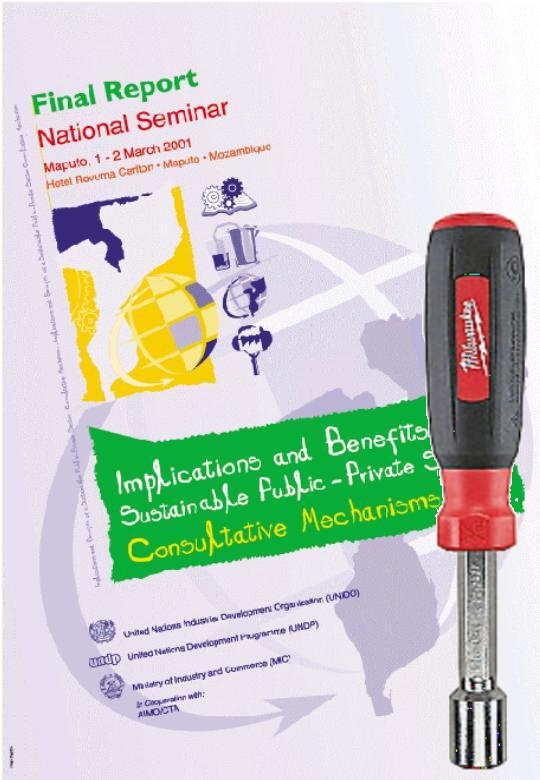 Final Report
National Seminar
Maputo, 1 - 2 March 2001
Hotel Rovuma Carlton • Maputo • Mozambique
Implications and Benefits
Sustainable Public - Private S
Consultative Mechanisms
United Nations Industrial Development Organization (UNIDO)
undp United Nations Development Programme (UNDP)
Ministry of Industry and Commerce (MIC)
In Cooperation with:
AIMO/CTA
Milwaukee